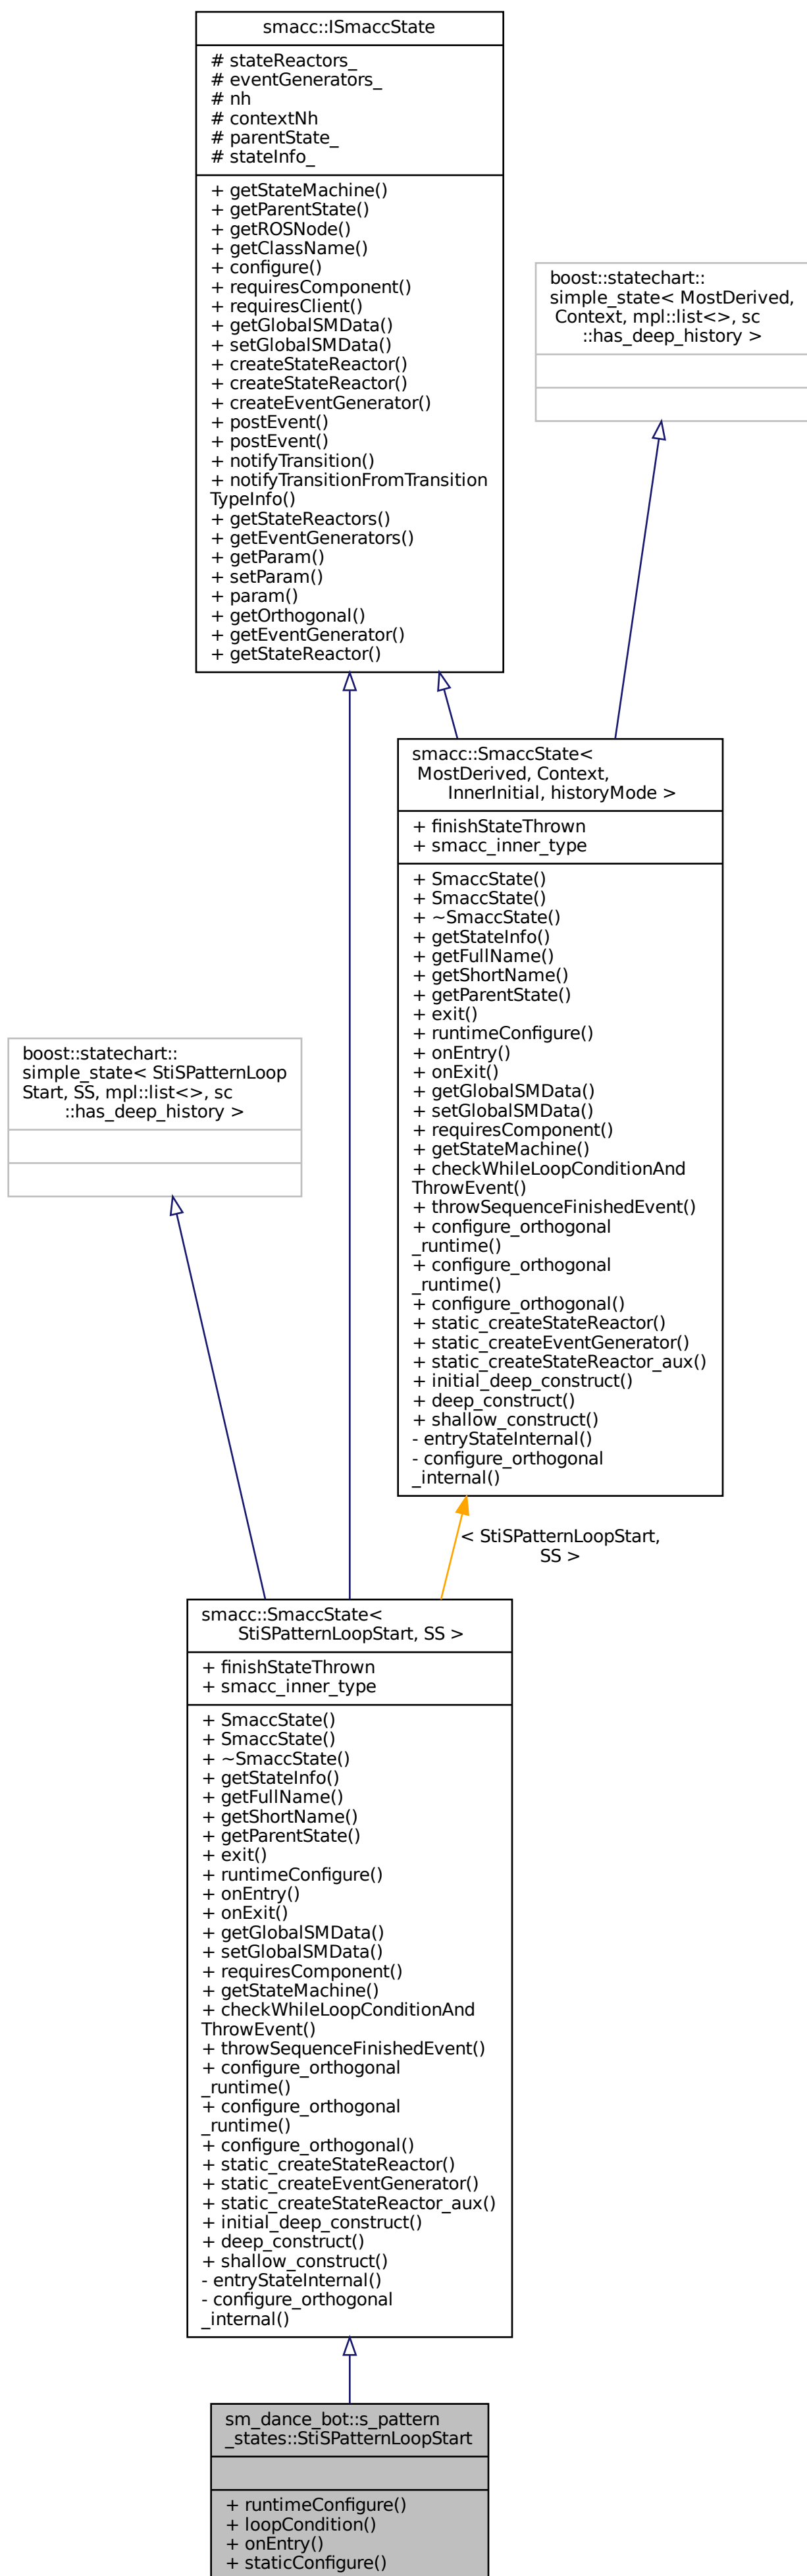 smacc::ISmaccState
# stateReactors_
# eventGenerators_
# nh
# contextNh
# parentState_
# stateInfo_
+ getStateMachine()
+ getParentState()
+ getROSNode()
+ getClassName()
+ configure()
+ requiresComponent()
+ requiresClient()
+ getGlobalSMData()
+ setGlobalSMData()
+ createStateReactor()
+ createStateReactor()
+ createEventGenerator()
+ postEvent()
+ postEvent()
+ notifyTransition()
+ notifyTransitionFromTransition
TypeInfo()
+ getStateReactors()
+ getEventGenerators()
+ getParam()
+ setParam()
+ param()
+ getOrthogonal()
+ getEventGenerator()
+ getStateReactor()
boost::statechart::
simple_state< MostDerived,
Context, mpl::list<>, sc
::has_deep_history >
smacc::SmaccState<
MostDerived, Context,
InnerInitial, historyMode >
+ finishStateThrown
+ smacc_inner_type
+ SmaccState()
+ SmaccState()
+ ~SmaccState()
+ getStateInfo()
+ getFullName()
+ getShortName()
+ getParentState()
+ exit()
+ runtimeConfigure()
+ onEntry()
+ onExit()
+ getGlobalSMData()
+ setGlobalSMData()
+ requiresComponent()
+ getStateMachine()
+ checkWhileLoopConditionAnd
ThrowEvent()
+ throwSequenceFinishedEvent()
+ configure_orthogonal
_runtime()
+ configure_orthogonal
_runtime()
+ configure_orthogonal()
+ static_createStateReactor()
+ static_createEventGenerator()
+ static_createStateReactor_aux()
+ initial_deep_construct()
+ deep_construct()
+ shallow_construct()
- entryStateInternal()
- configure_orthogonal
_internal()
boost::statechart::
simple_state< StiSPatternLoop
Start, SS, mpl::list<>, sc
::has_deep_history >
< StiSPatternLoopStart,
SS >
smacc::SmaccState<
StiSPatternLoopStart, SS >
+ finishStateThrown
+ smacc_inner_type
+ SmaccState()
+ SmaccState()
+ ~SmaccState()
+ getStateInfo()
+ getFullName()
+ getShortName()
+ getParentState()
+ exit()
+ runtimeConfigure()
+ onEntry()
+ onExit()
+ getGlobalSMData()
+ setGlobalSMData()
+ requiresComponent()
+ getStateMachine()
+ checkWhileLoopConditionAnd
ThrowEvent()
+ throwSequenceFinishedEvent()
+ configure_orthogonal
_runtime()
+ configure_orthogonal
_runtime()
+ configure_orthogonal()
+ static_createStateReactor()
+ static_createEventGenerator()
+ static_createStateReactor_aux()
+ initial_deep_construct()
+ deep_construct()
+ shallow_construct()
- entryStateInternal()
- configure_orthogonal
_internal()
sm_dance_bot::s_pattern
_states::StiSPatternLoopStart
+ runtimeConfigure()
+ loopCondition()
+ onEntry()
+ staticConfigure()